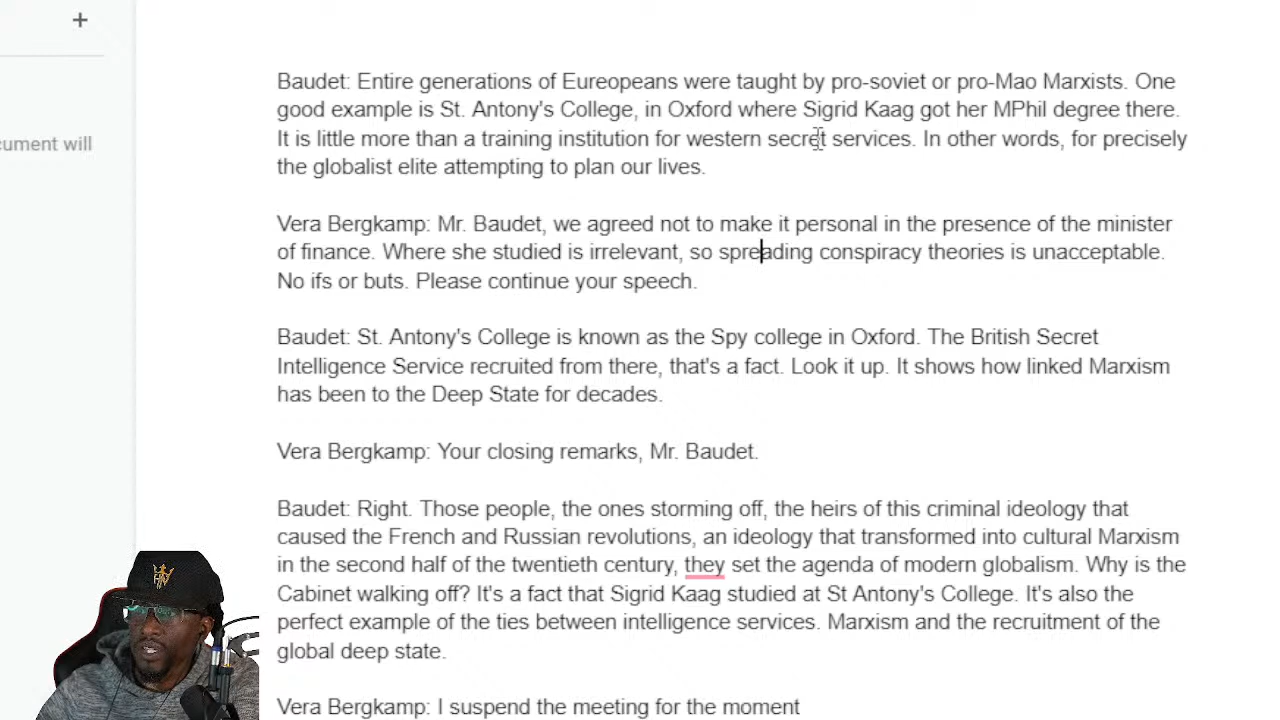 +
cument will
Baudet: Entire generations of Eureopeans were taught by pro-soviet or pro-Mao Marxists. One
good example is St. Antony's College, in Oxford where Sigrid Kaag got her MPhil degree there.
It is little more than a training institution for western secret services. In other words, for precisely
the globalist elite attempting to plan our lives.
Vera Bergkamp: Mr. Baudet, we agreed not to make it personal in the presence of the minister
of finance. Where she studied is irrelevant, so spreading conspiracy theories is unacceptable.
No ifs or buts. Please continue your speech.
Baudet: St. Antony's College is known as the Spy college in Oxford. The British Secret
Intelligence Service recruited from there, that's a fact. Look it up. It shows how linked Marxism
has been to the Deep State for decades.
Vera Bergkamp: Your closing remarks, Mr. Baudet.
Baudet: Right. Those people, the ones storming off, the heirs of this criminal ideology that
caused the French and Russian revolutions, an ideology that transformed into cultural Marxism
in the second half of the twentieth century, they set the agenda of modern globalism. Why is the
Cabinet walking off? It's a fact that Sigrid Kaag studied at St Antony's College. It's also the
perfect example of the ties between intelligence services. Marxism and the recruitment of the
global deep state.
Vera Bergkamp: I suspend the meeting for the moment